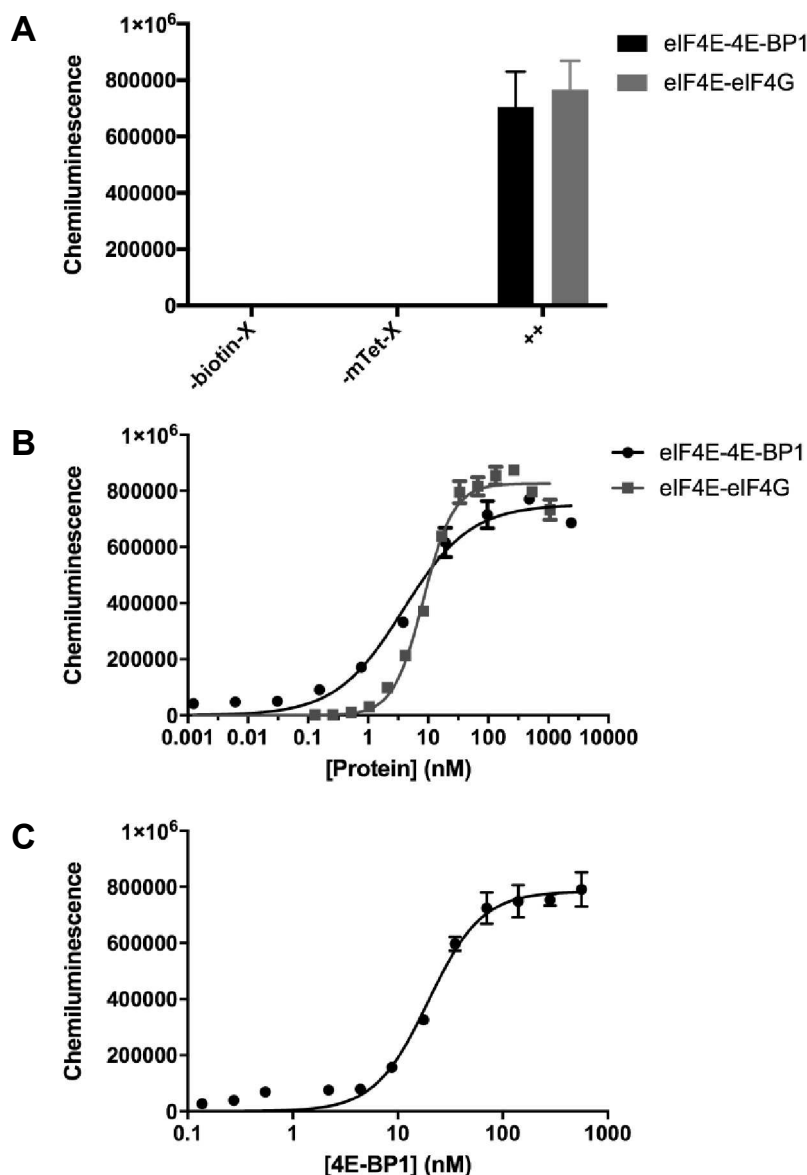 A
Chemiluminescence
1×10⁶
800000
600000
400000
200000
0
-biotin-X
-mTet-X
++
eIF4E-4E-BP1
eIF4E-eIF4G
B
Chemiluminescence
1×10⁶
800000
600000
400000
200000
0
0.001 0.01 0.1 1 10 100 1000 10000
[Protein] (nM)
eIF4E-4E-BP1
eIF4E-eIF4G
C
Chemiluminescence
1×10⁶
800000
600000
400000
200000
0
0.1 1 10 100 1000
[4E-BP1] (nM)